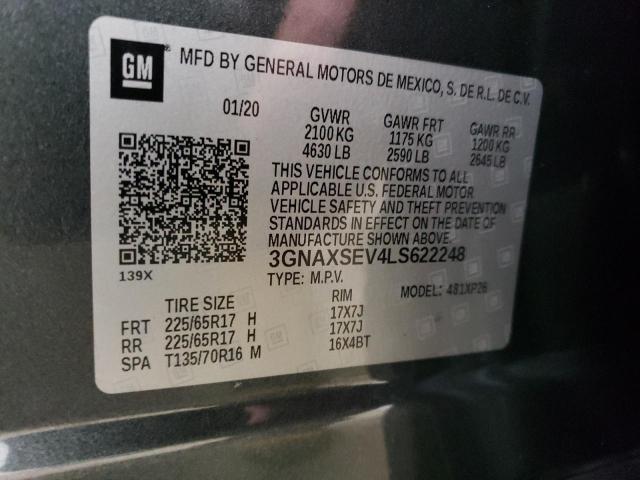 GM
MFD BY GENERAL MOTORS DE MEXICO, S. DE R.L. DE C.V.
01/20 GVWR GAWR FRT GAWR RR
2100 KG 1175 KG 1200 KG
4630 LB 2590 LB 2645 LB
THIS VEHICLE CONFORMS TO ALL
APPLICABLE U.S. FEDERAL MOTOR
VEHICLE SAFETY AND THEFT PREVENTION
STANDARDS IN EFFECT ON THE DATE OF
MANUFACTURE SHOWN ABOVE.
3GNAXSEV4LS622248
139X
TYPE: M.P.V. MODEL: 481XP26
TIRE SIZE RIM
FRT 225/65R17 H 17X7J
RR 225/65R17 H 17X7J
SPA T135/70R16 M 16X4BT